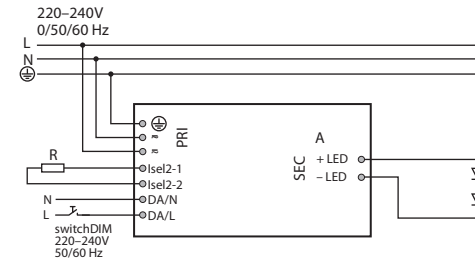 220–240V
0/50/60 Hz
L
N
PRI
A
R
Isel2-1
SEC
+ LED
Isel2-2
– LED
N
DA/N
L
DA/L
switchDIM
220–240V
50/60 Hz